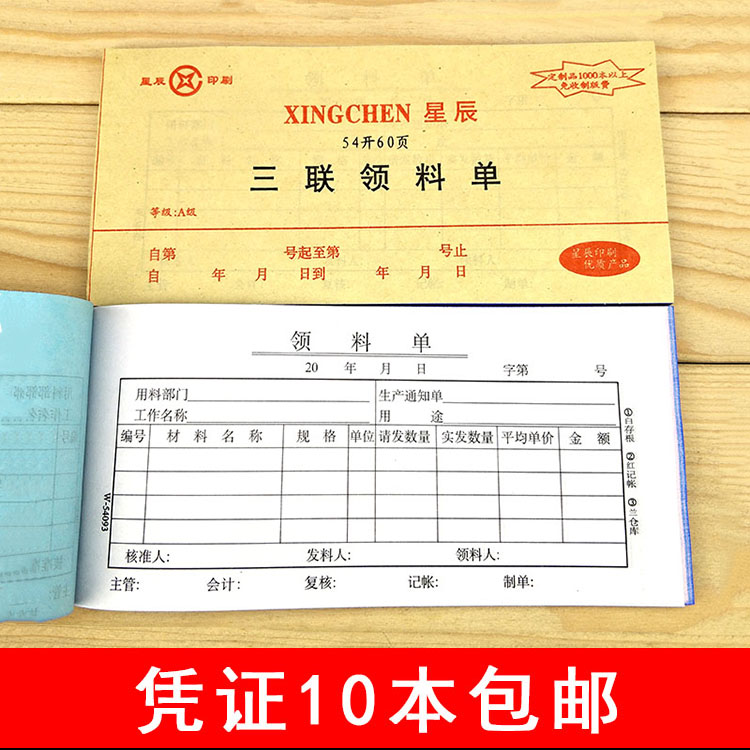 星辰 印刷
定制品1000本以上
免收制版费
XINGCHEN 星辰
54开60页
三联领料单
等级:A级
自第 号起至第 号止
自 年 月 日到 年 月 日
星辰印刷
优质产品
复核: 记帐: 制单:
领料单
20 年 月 日 字第 号
用料部门 生产通知单
工作名称 用途
编号 材料名称 规格 单位 请发数量 实发数量 平均单价 金额
核准人: 发料人: 领料人:
主管: 会计: 复核: 记帐: 制单:
W-54093
①白存根 ②红记帐 ③兰仓库
凭证10本包邮